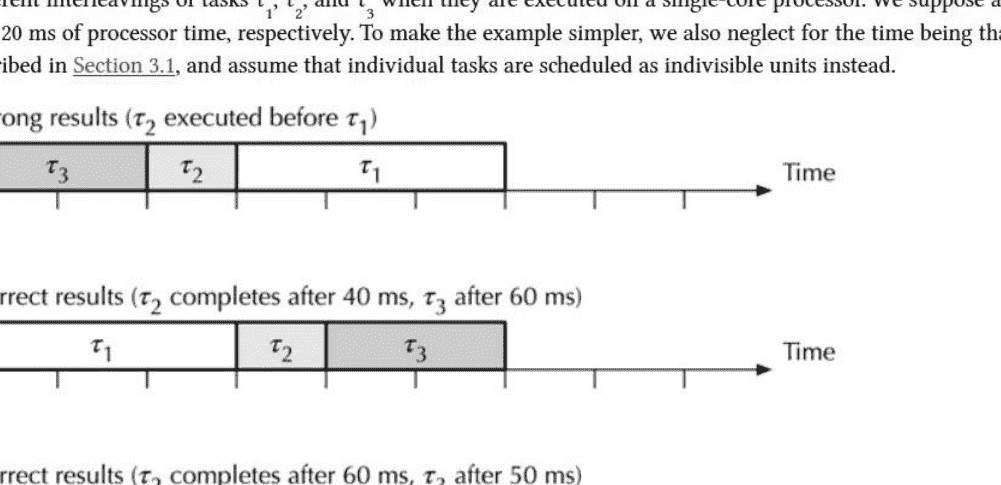 erent interleavings of tasks τ1, τ2, and τ3 when they are executed on a single-core processor. We suppose a
20 ms of processor time, respectively. To make the example simpler, we also neglect for the time being tha
ibed in Section 3.1, and assume that individual tasks are scheduled as indivisible units instead.
ong results (τ2 executed before τ1)
τ3 τ2 τ1 Time
rrect results (τ2 completes after 40 ms, τ3 after 60 ms)
τ1 τ2 τ3 Time
rrect results (τ2 completes after 60 ms, τ3 after 50 ms)